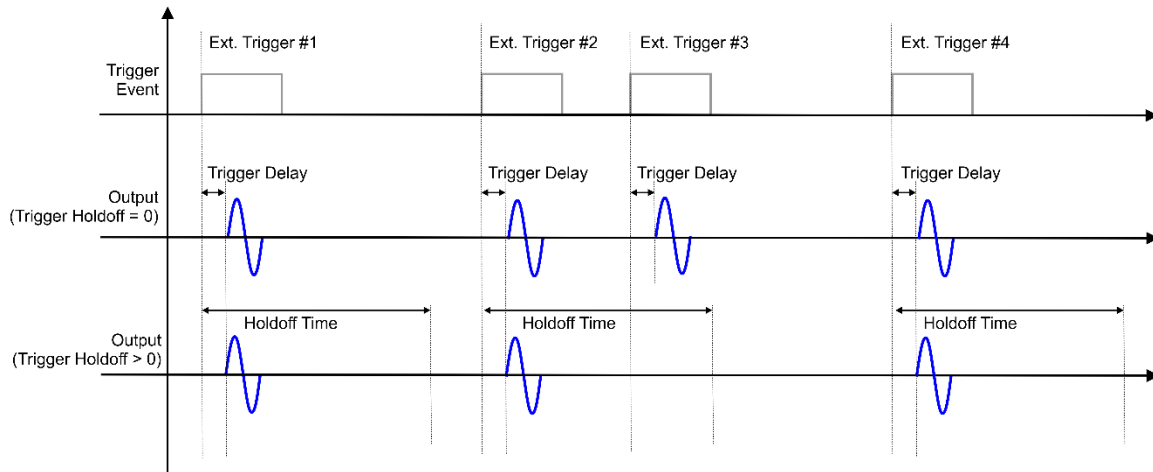 Ext. Trigger #1
Ext. Trigger #2
Ext. Trigger #3
Ext. Trigger #4
Trigger
Event
Trigger Delay
Trigger Delay
Trigger Delay
Trigger Delay
Output
(Trigger Holdoff = 0)
Holdoff Time
Holdoff Time
Holdoff Time
Output
(Trigger Holdoff > 0)